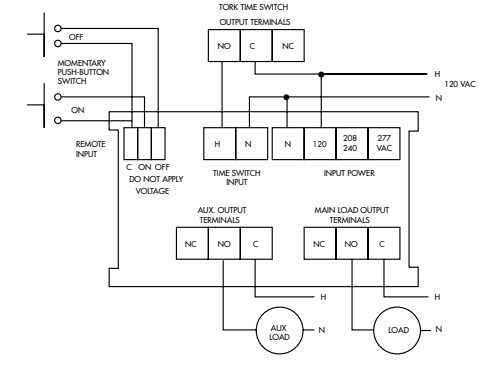 TORK TIME SWITCH
OUTPUT TERMINALS
NO C NC
OFF
MOMENTARY
PUSH-BUTTON
SWITCH
ON
H
120 VAC
N
REMOTE
INPUT
C ON OFF
DO NOT APPLY
VOLTAGE
H N
TIME SWITCH
INPUT
N 120 208
240 277
VAC
INPUT POWER
AUX. OUTPUT
TERMINALS
NC NO C
MAIN LOAD OUTPUT
TERMINALS
NC NO C
H
AUX
LOAD
N
H
LOAD
N